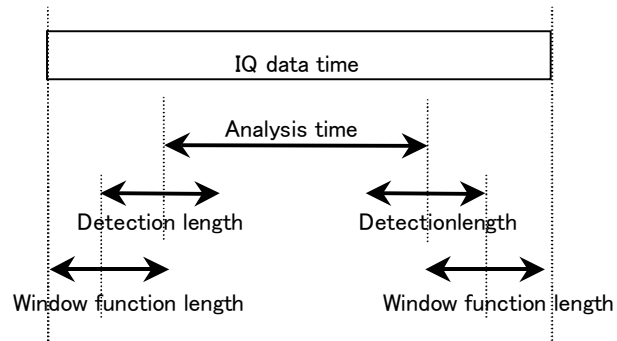 IQ data time
Analysis time
Detection length
Detectionlength
Window function length
Window function length